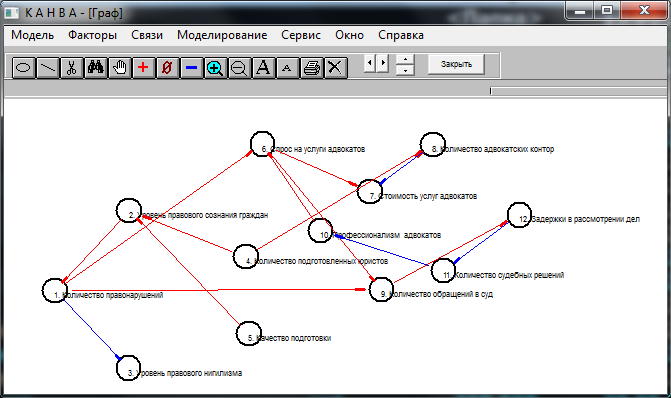 К А Н В А - [Граф]
Модель Факторы Связи Моделирование Сервис Окно Справка
A A Закрыть
6. Спрос на услуги адвокатов
8. Количество адвокатских контор
7. Стоимость услуг адвокатов
2. Уровень правового сознания граждан
12. Задержки в рассмотрении дел
10. Профессионализм адвокатов
4. Количество подготовленных юристов
11. Количество судебных решений
1. Количество правонарушений
9. Количество обращений в суд
5. Качество подготовки
3. Уровень правового нигилизма